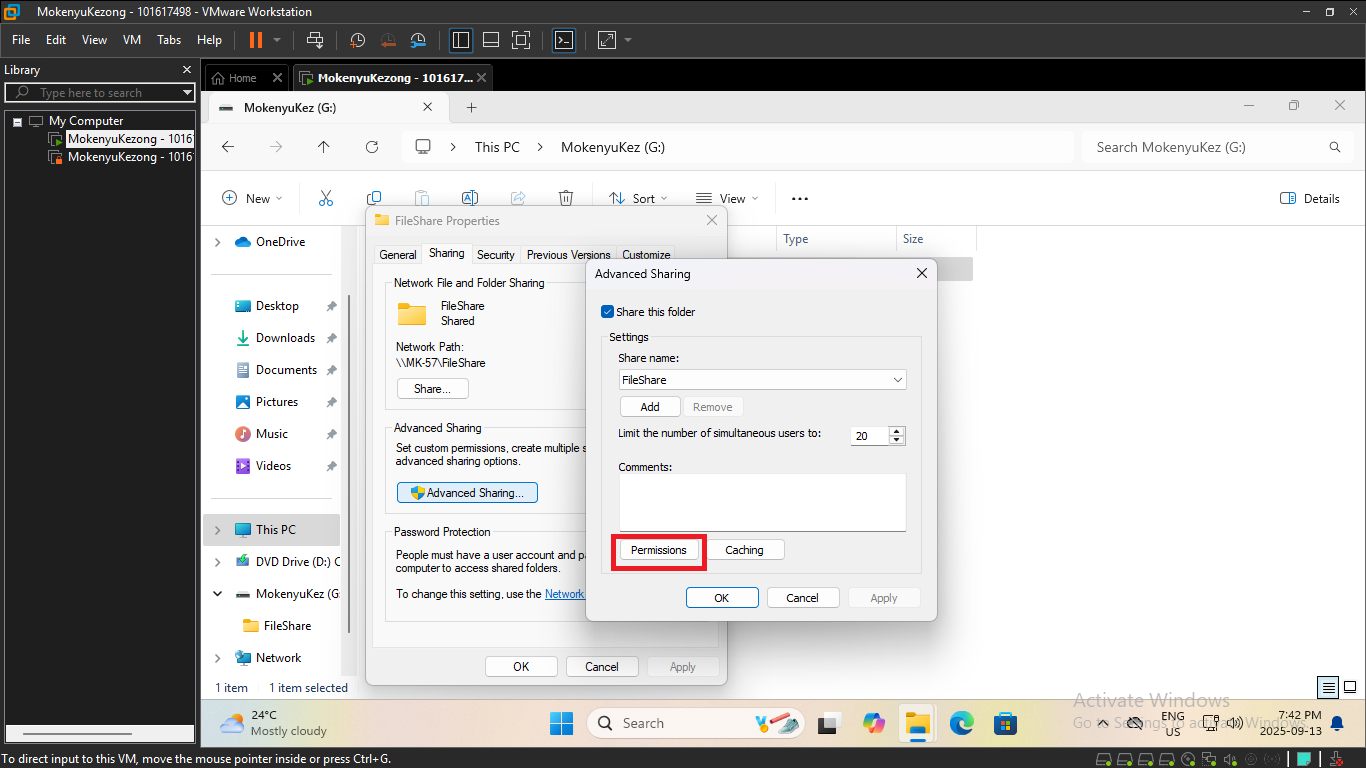 MokenyuKezong - 101617498 - VMware Workstation
File Edit View VM Tabs Help
Library
Type here to search
My Computer
MokenyuKezong - 1016
MokenyuKezong - 1016
Home
MokenyuKezong - 101617...
MokenyuKez (G:)
This PC MokenyuKez (G:)
Search MokenyuKez (G:)
New
Sort
View
Details
OneDrive
Desktop
Downloads
Documents
Pictures
Music
Videos
This PC
DVD Drive (D:) C
MokenyuKez (G:
FileShare
Network
1 item 1 item selected
Type Size
FileShare Properties
General Sharing Security Previous Versions Customize
Network File and Folder Sharing
FileShare
Shared
Network Path:
\\MK-57\FileShare
Share...
Advanced Sharing
Set custom permissions, create multiple s
advanced sharing options.
Advanced Sharing...
Password Protection
People must have a user account and pa
computer to access shared folders.
To change this setting, use the Network
OK Cancel Apply
Advanced Sharing
Share this folder
Settings
Share name:
FileShare
Add Remove
Limit the number of simultaneous users to: 20
Comments:
Permissions Caching
OK Cancel Apply
Activate Windows
Go to Settings to activate Windows.
24°C
Mostly cloudy
Search
ENG
US
7:42 PM
2025-09-13
To direct input to this VM, move the mouse pointer inside or press Ctrl+G.